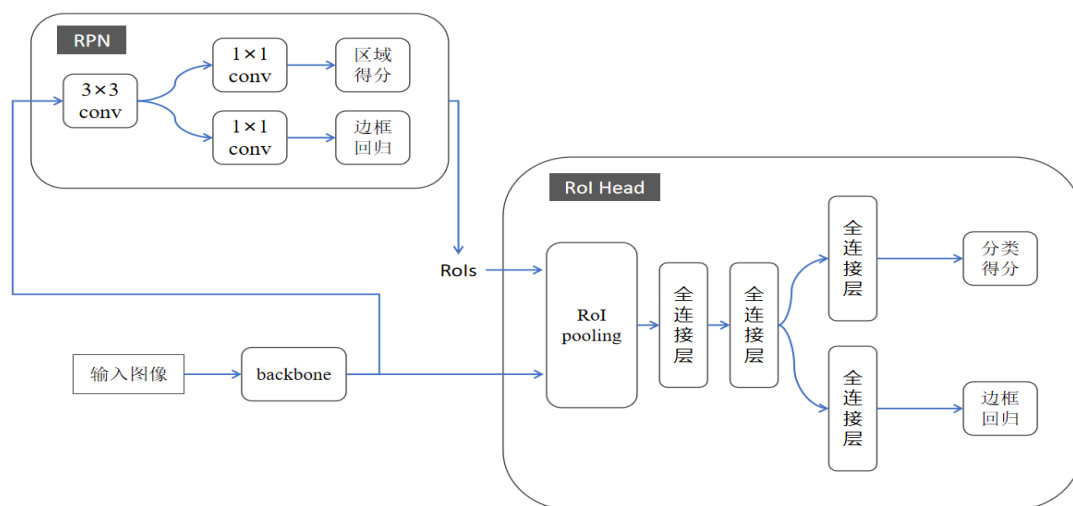 RPN
3×3
conv
1×1
conv
区域
得分
1×1
conv
边框
回归
RoIs
输入图像
backbone
RoI Head
RoI
pooling
全连接层
全连接层
全连接层
分类
得分
全连接层
边框
回归